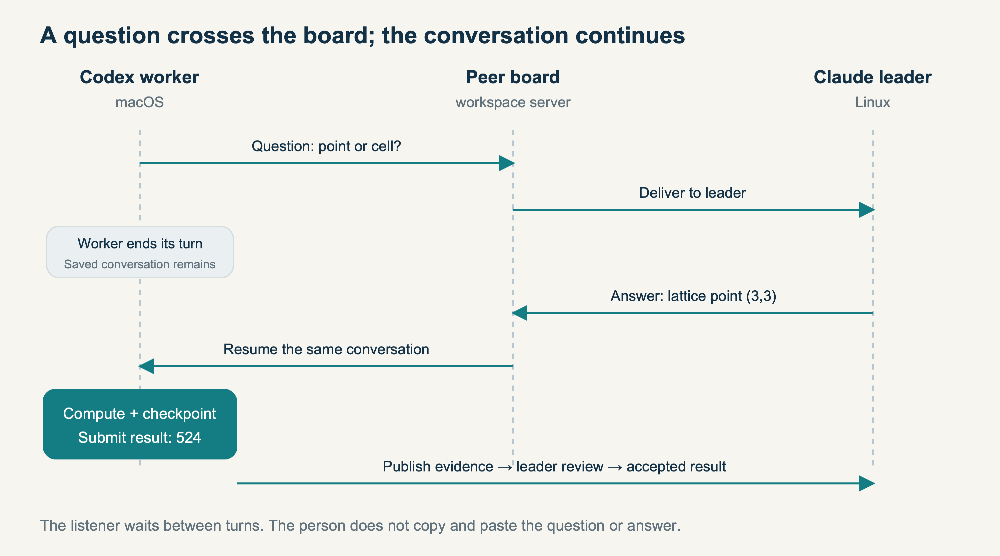 A question crosses the board; the conversation continues
Codex worker
Peer board
Claude leader
macOS
workspace server
Linux
Question: point or cell?
Deliver to leader
Worker ends its turn
Saved conversation remains
Answer: lattice point (3,3)
Resume the same conversation
Compute + checkpoint
Submit result: 524
Publish evidence → leader review → accepted result
The listener waits between turns. The person does not copy and paste the question or answer.